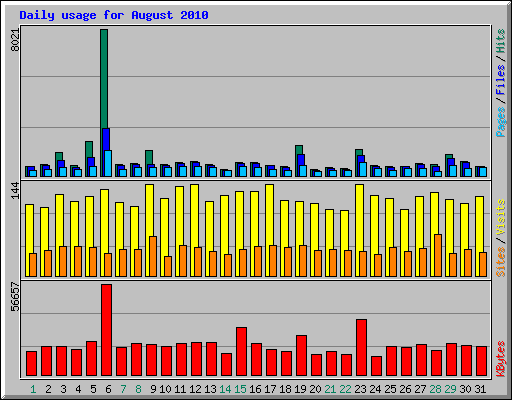 Daily usage for August 2010
8021
Pages / Files / Hits
144
Sites / Visits
56657
KBytes
1 2 3 4 5 6 7 8 9 10 11 12 13 14 15 16 17 18 19 20 21 22 23 24 25 26 27 28 29 30 31